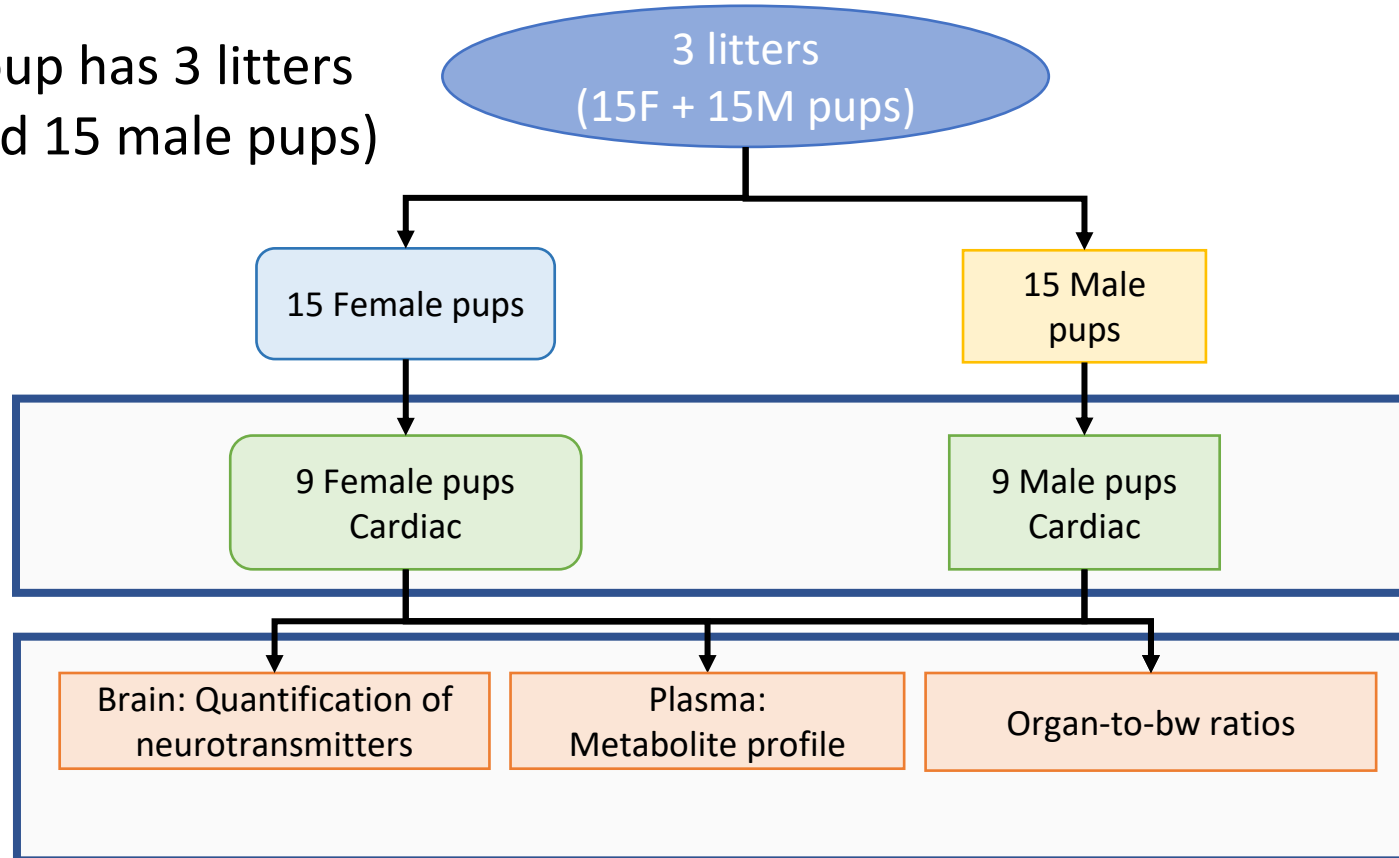 oup has 3 litters
d 15 male pups)
3 litters
(15F + 15M pups)
15 Female pups
15 Male
pups
9 Female pups
Cardiac
9 Male pups
Cardiac
Brain: Quantification of
neurotransmitters
Plasma:
Metabolite profile
Organ-to-bw ratios